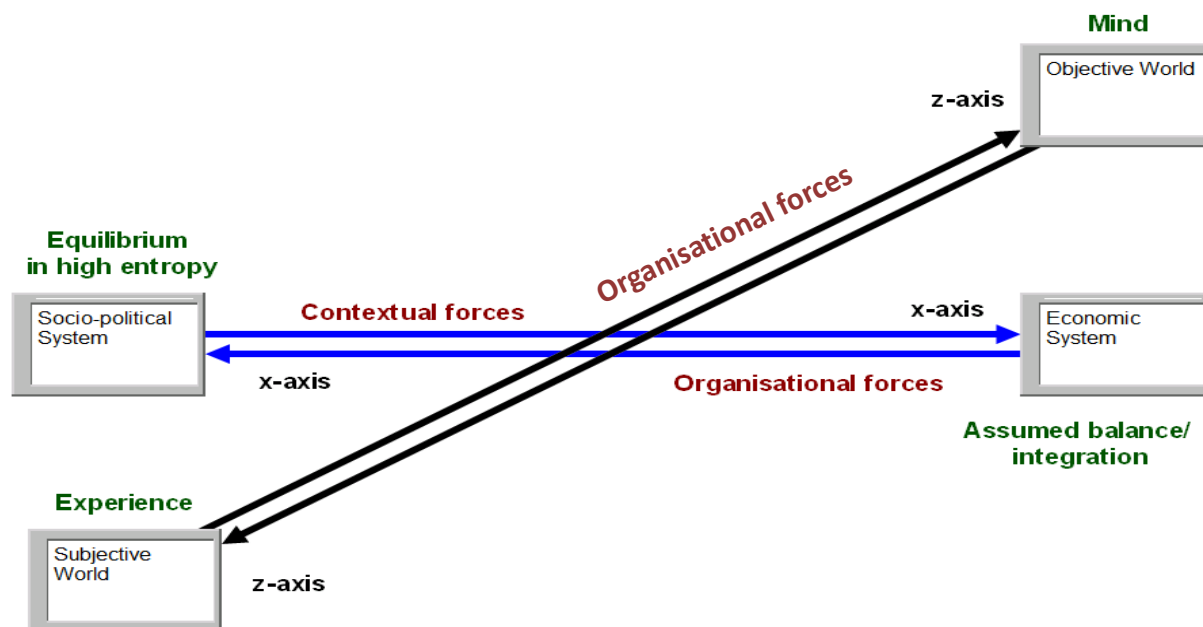 Mind
Objective World
z-axis
Organisational forces
Equilibrium
in high entropy
Socio-political
System
Contextual forces
x-axis
Economic
System
x-axis
Organisational forces
Assumed balance/
integration
Experience
Subjective
World
z-axis